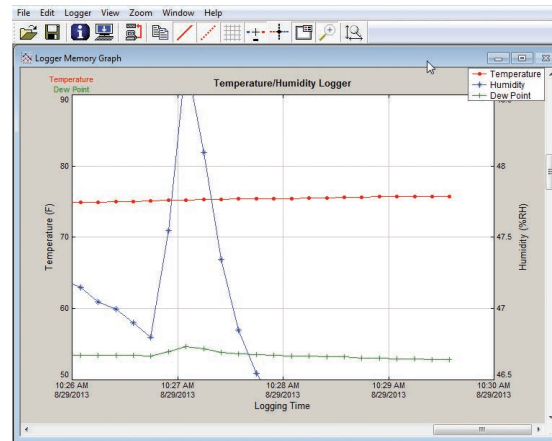 File Edit Logger View Zoom Window Help
Logger Memory Graph
Temperature
Dew Point
Temperature/Humidity Logger
Temperature
Humidity
Dew Point
90
80
70
60
50
Temperature (F)
48
47.5
47
46.5
Humidity (%RH)
10:26 AM 10:27 AM 10:28 AM 10:29 AM 10:30 AM
8/29/2013 8/29/2013 8/29/2013 8/29/2013 8/29/2013
Logging Time